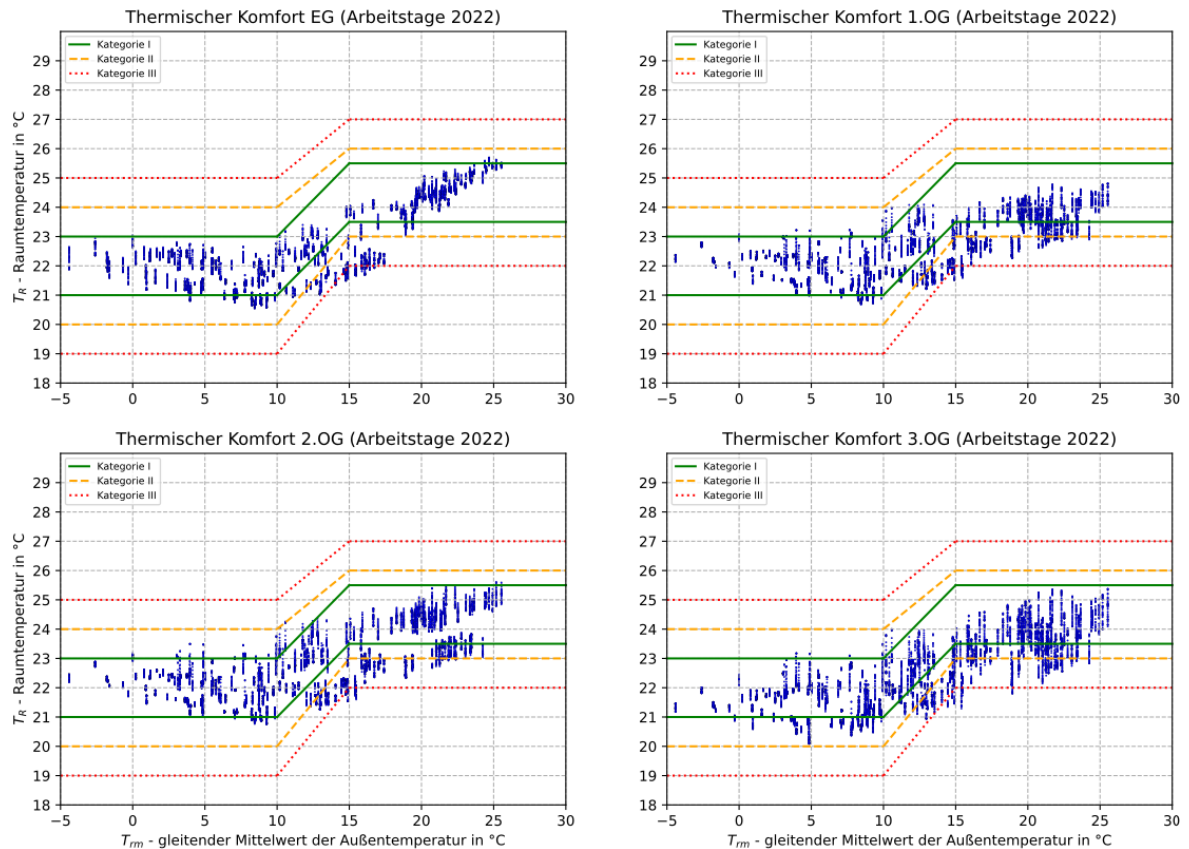 Thermischer Komfort EG (Arbeitstage 2022)
Kategorie I
Kategorie II
Kategorie III
29
28
27
26
25
24
23
22
21
20
19
18
−5 0 5 10 15 20 25 30
T_R - Raumtemperatur in °C
Thermischer Komfort 1.OG (Arbeitstage 2022)
Kategorie I
Kategorie II
Kategorie III
29
28
27
26
25
24
23
22
21
20
19
18
−5 0 5 10 15 20 25 30
Thermischer Komfort 2.OG (Arbeitstage 2022)
Kategorie I
Kategorie II
Kategorie III
29
28
27
26
25
24
23
22
21
20
19
18
−5 0 5 10 15 20 25 30
T_R - Raumtemperatur in °C
T_rm - gleitender Mittelwert der Außentemperatur in °C
Thermischer Komfort 3.OG (Arbeitstage 2022)
Kategorie I
Kategorie II
Kategorie III
29
28
27
26
25
24
23
22
21
20
19
18
−5 0 5 10 15 20 25 30
T_rm - gleitender Mittelwert der Außentemperatur in °C